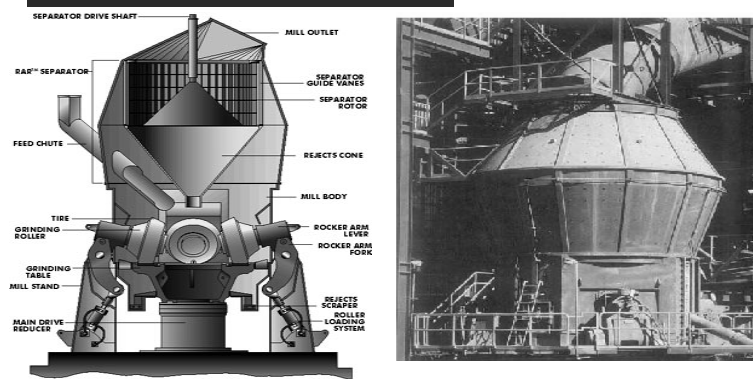 SEPARATOR DRIVE SHAFT
MILL OUTLET
RAR™ SEPARATOR
SEPARATOR
GUIDE VANES
SEPARATOR
ROTOR
FEED CHUTE
REJECTS CONE
MILL BODY
TIRE
GRINDING
ROLLER
ROCKER ARM
LEVER
ROCKER ARM
FORK
GRINDING
TABLE
MILL STAND
REJECTS
SCRAPER
MAIN DRIVE
REDUCER
ROLLER
LOADING
SYSTEM